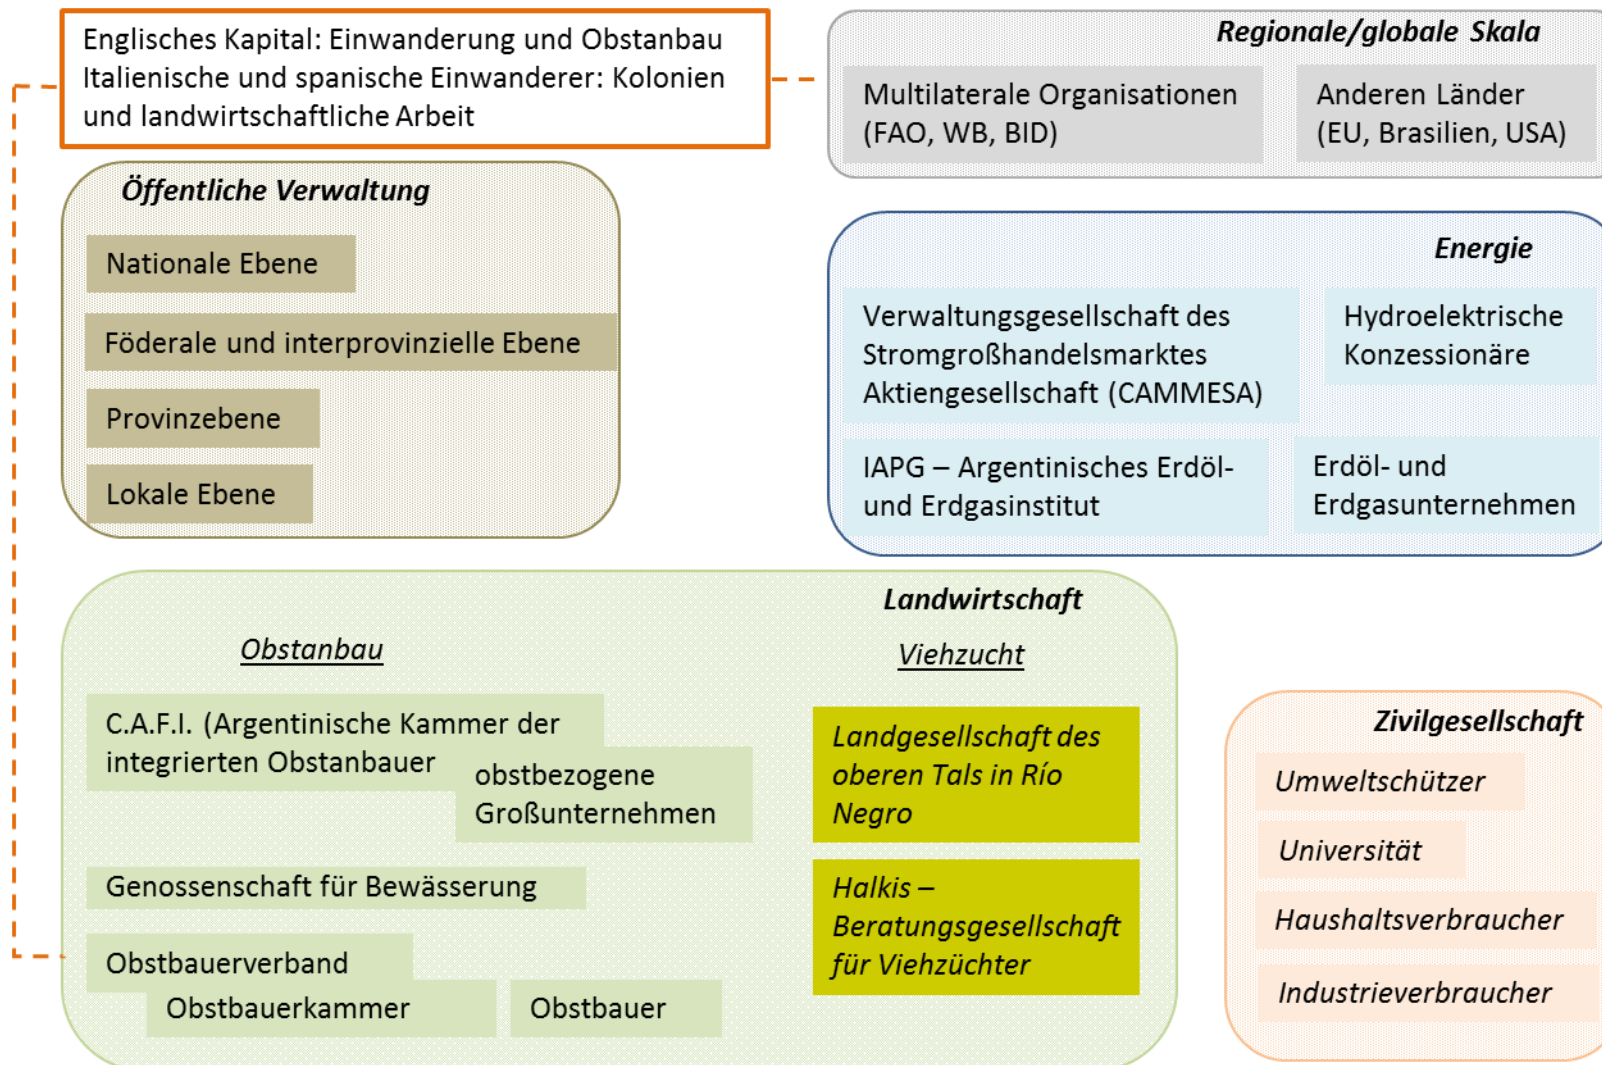 Englisches Kapital: Einwanderung und Obstanbau
Italienische und spanische Einwanderer: Kolonien
und landwirtschaftliche Arbeit
Regionale/globale Skala
Multilaterale Organisationen
(FAO, WB, BID)
Anderen Länder
(EU, Brasilien, USA)
Öffentliche Verwaltung
Nationale Ebene
Föderale und interprovinzielle Ebene
Provinzebene
Lokale Ebene
Energie
Verwaltungsgesellschaft des
Stromgroßhandelsmarktes
Aktiengesellschaft (CAMMESA)
Hydroelektrische
Konzessionäre
IAPG – Argentinisches Erdöl-
und Erdgasinstitut
Erdöl- und
Erdgasunternehmen
Landwirtschaft
Obstanbau
C.A.F.I. (Argentinische Kammer der
integrierten Obstanbauer
obstbezogene
Großunternehmen
Genossenschaft für Bewässerung
Obstbauerverband
Obstbauerkammer
Obstbauer
Viehzucht
Landgesellschaft des
oberen Tals in Río
Negro
Halkis –
Beratungsgesellschaft
für Viehzüchter
Zivilgesellschaft
Umweltschützer
Universität
Haushaltsverbraucher
Industrieverbraucher